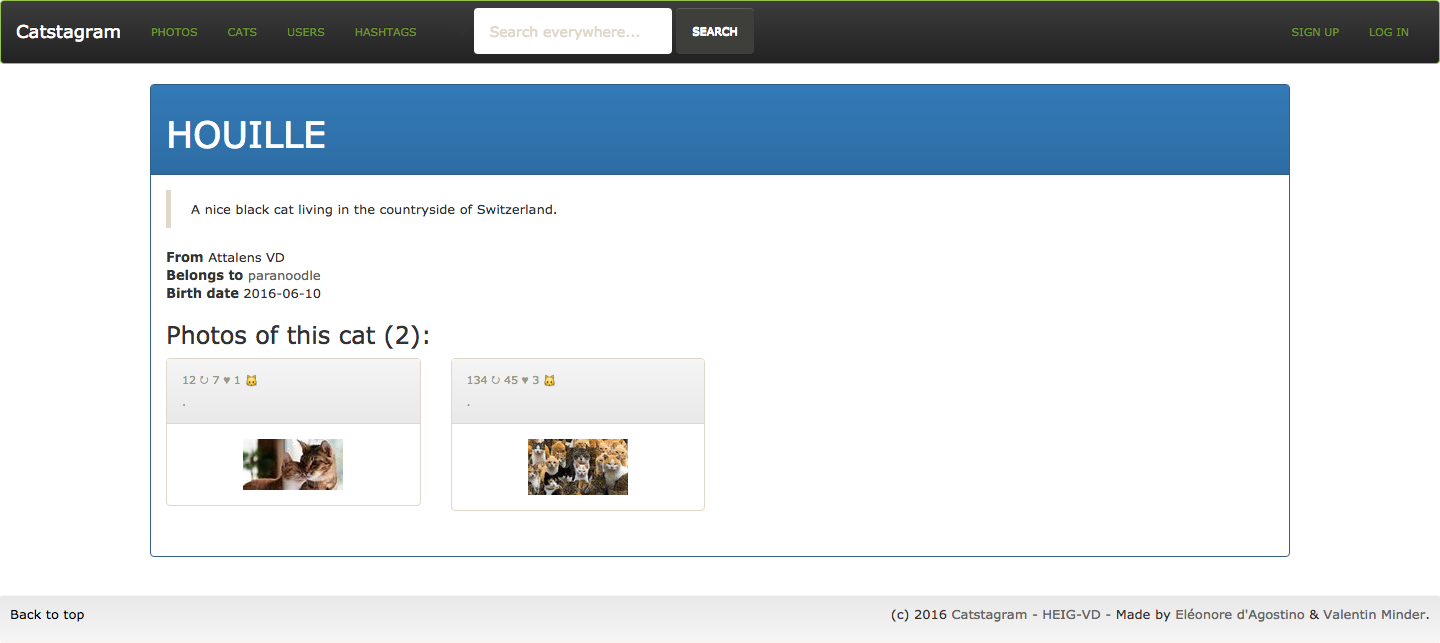 Catstagram PHOTOS CATS USERS HASHTAGS Search everywhere... SEARCH SIGN UP LOG IN
HOUILLE
A nice black cat living in the countryside of Switzerland.
From Attalens VD
Belongs to paranoodle
Birth date 2016-06-10
Photos of this cat (2):
12 ↻ 7 ♥ 1 🐱
.
134 ↻ 45 ♥ 3 🐱
.
Back to top (c) 2016 Catstagram - HEIG-VD - Made by Eléonore d'Agostino & Valentin Minder.